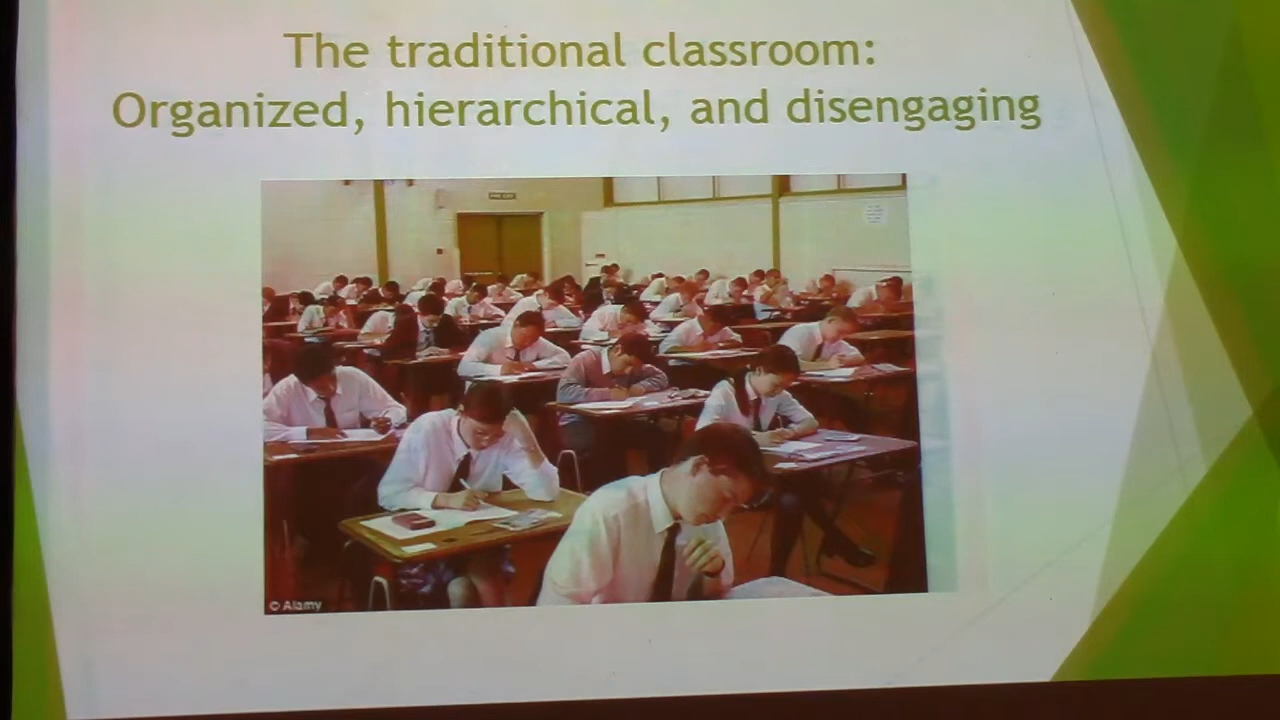 The traditional classroom:
Organized, hierarchical, and disengaging
© Alamy